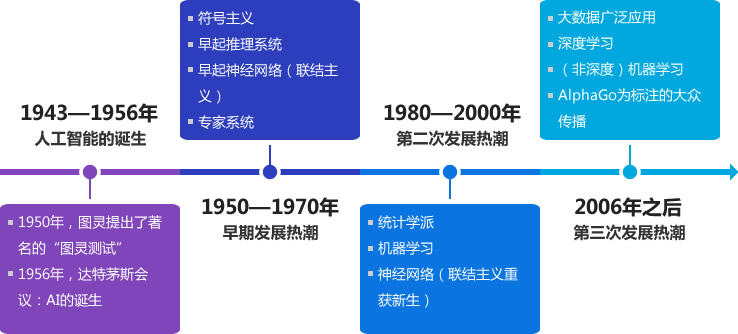 1943—1956年
人工智能的诞生
1950年，图灵提出了著
名的“图灵测试”
1956年，达特茅斯会
议：AI的诞生
符号主义
早起推理系统
早起神经网络（联结主
义）
专家系统
1950—1970年
早期发展热潮
1980—2000年
第二次发展热潮
统计学派
机器学习
神经网络（联结主义重
获新生）
大数据广泛应用
深度学习
（非深度）机器学习
AlphaGo为标注的大众
传播
2006年之后
第三次发展热潮